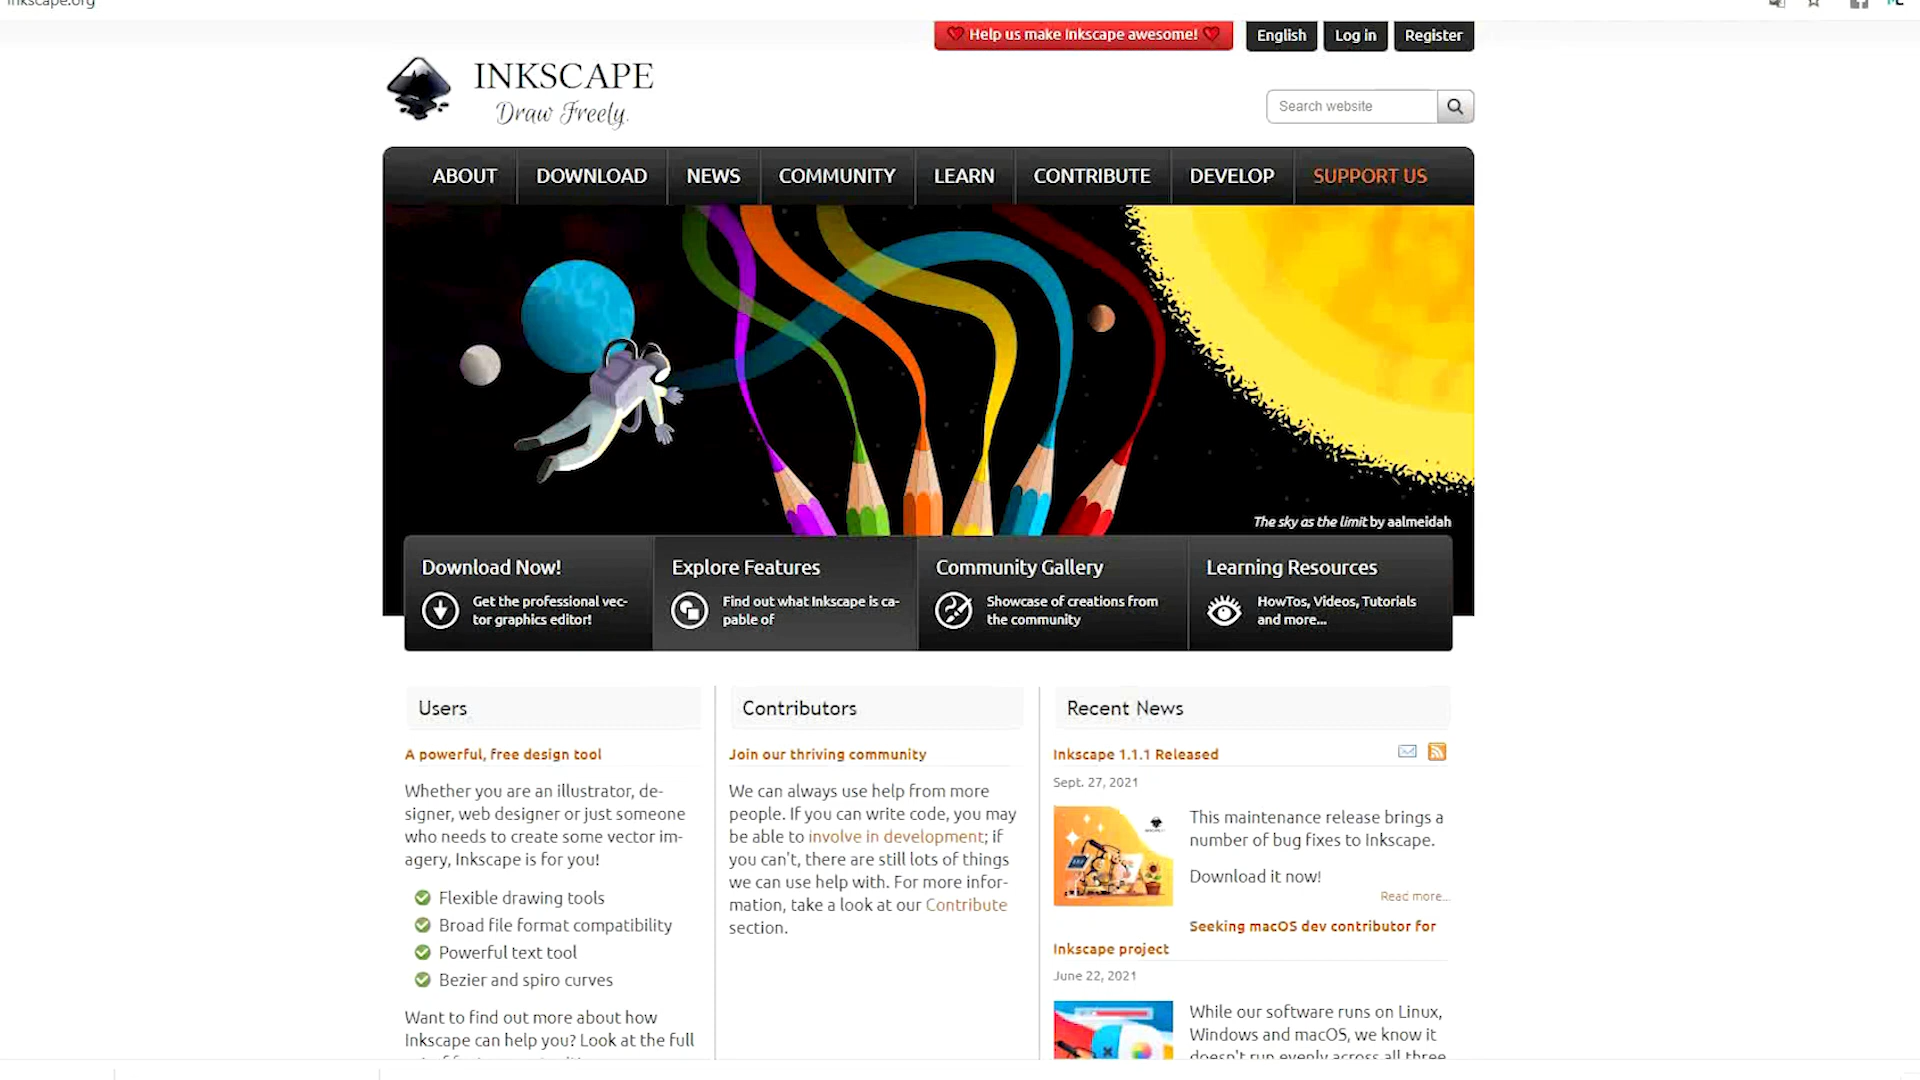 inkscape.org
Help us make Inkscape awesome!
English
Log in
Register
INKSCAPE
Draw Freely.
Search website
ABOUT
DOWNLOAD
NEWS
COMMUNITY
LEARN
CONTRIBUTE
DEVELOP
SUPPORT US
The sky as the limit by aalmeidah
Download Now!
Get the professional vec-
tor graphics editor!
Explore Features
Find out what Inkscape is ca-
pable of
Community Gallery
Showcase of creations from
the community
Learning Resources
HowTos, Videos, Tutorials
and more...
Users
A powerful, free design tool
Whether you are an illustrator, de-
signer, web designer or just someone
who needs to create some vector im-
agery, Inkscape is for you!
Flexible drawing tools
Broad file format compatibility
Powerful text tool
Bezier and spiro curves
Want to find out more about how
Inkscape can help you? Look at the full
Contributors
Join our thriving community
We can always use help from more
people. If you can write code, you may
be able to involve in development; if
you can't, there are still lots of things
we can use help with. For more infor-
mation, take a look at our Contribute
section.
Recent News
Inkscape 1.1.1 Released
Sept. 27, 2021
This maintenance release brings a
number of bug fixes to Inkscape.
Download it now!
Read more...
Seeking macOS dev contributor for
Inkscape project
June 22, 2021
While our software runs on Linux,
Windows and macOS, we know it
doesn't run evenly across all three